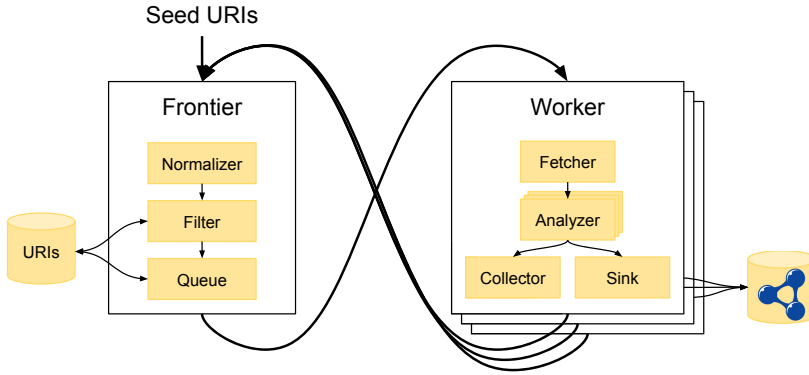 Seed URIs
Frontier
Worker
Normalizer
Fetcher
Filter
Analyzer
URIs
Queue
Collector
Sink